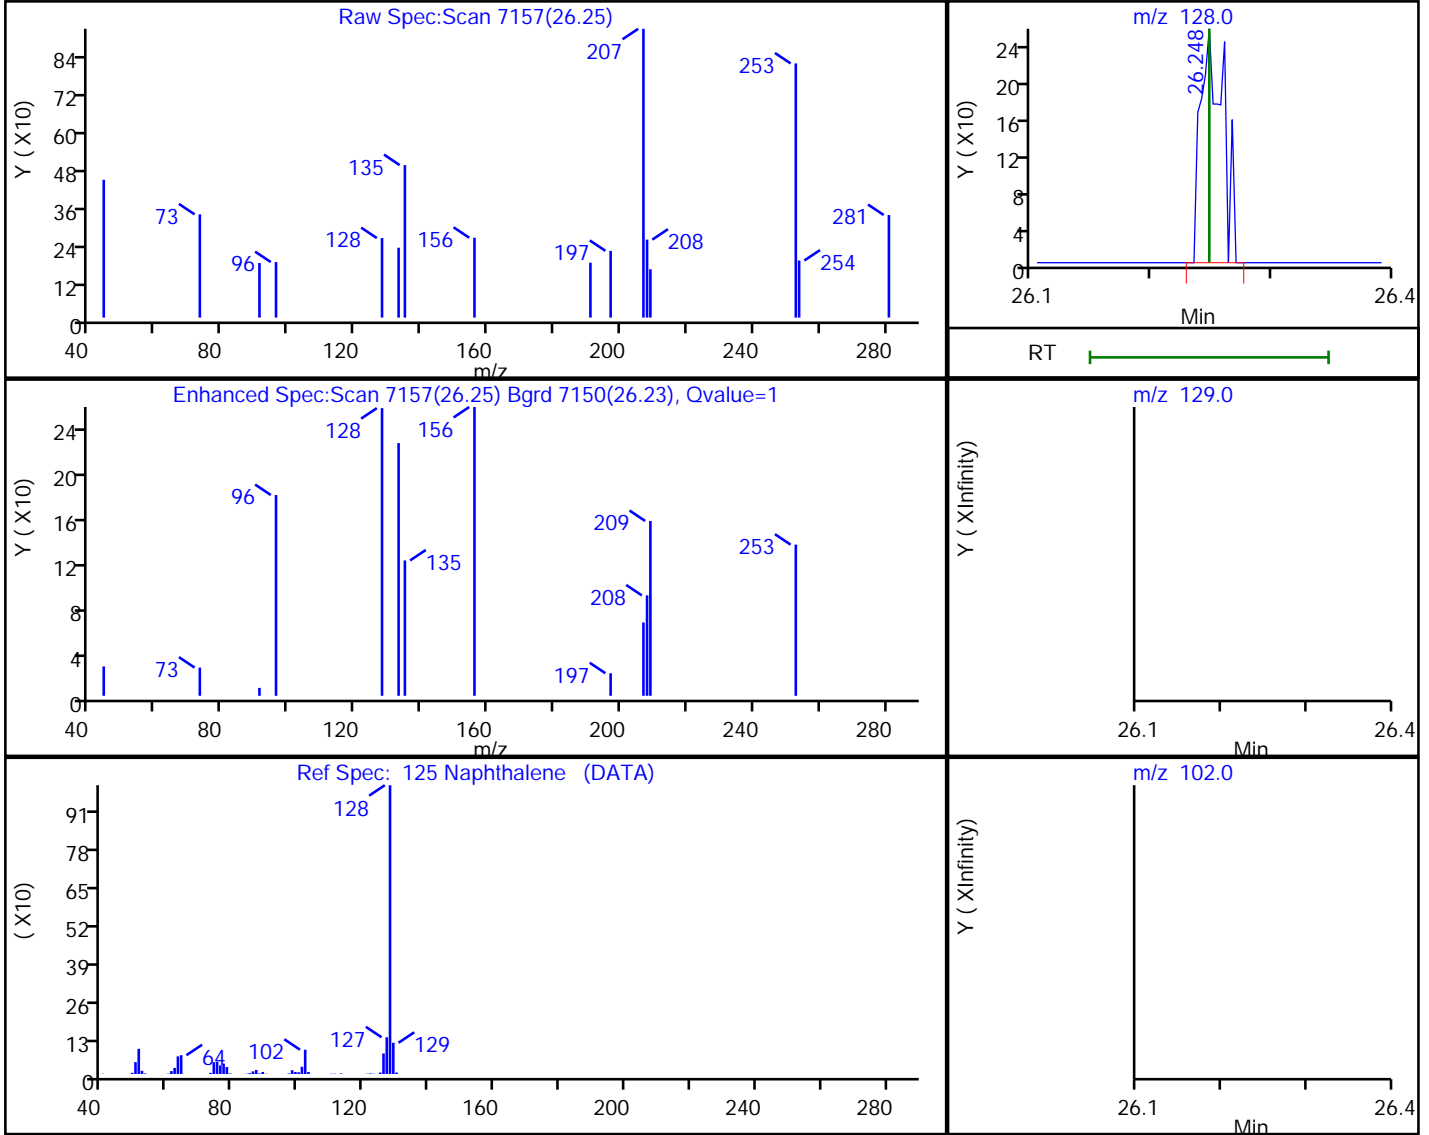 Raw Spec:Scan 7157(26.25)
Y ( X10)
84
72
60
48
36
24
12
0
73
96
128
135
156
197
207
208
253
254
281
40 80 120 160 200 240 280
m/z
m/z 128.0
Y ( X10)
24
20
16
12
8
4
0
26.248
26.1 26.4
Min
RT
Enhanced Spec:Scan 7157(26.25) Bgrd 7150(26.23), Qvalue=1
Y ( X10)
24
20
16
12
8
4
0
73
96
128
135
156
197
208
209
253
40 80 120 160 200 240 280
m/z
m/z 129.0
Y ( XInfinity)
26.1 26.4
Min
Ref Spec: 125 Naphthalene (DATA)
( X10)
91
78
65
52
39
26
13
0
64
102
127
128
129
40 80 120 160 200 240 280
m/z 102.0
Y ( XInfinity)
26.1 26.4
Min